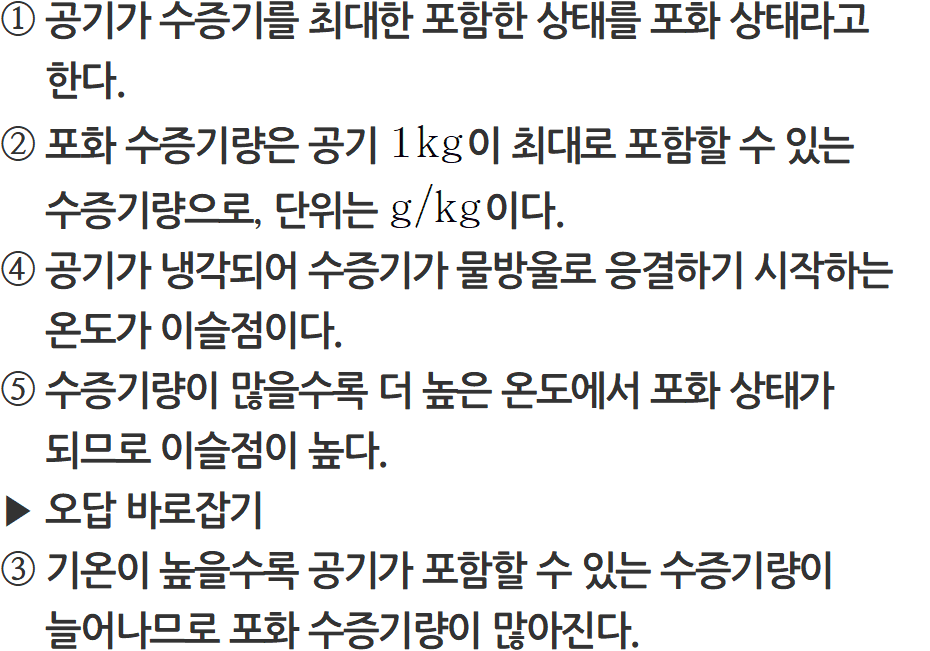 ① 공기가 수증기를 최대한 포함한 상태를 포화 상태라고
한다.
② 포화 수증기량은 공기 1kg이 최대로 포함할 수 있는
수증기량으로, 단위는 g/kg이다.
④ 공기가 냉각되어 수증기가 물방울로 응결하기 시작하는
온도가 이슬점이다.
⑤ 수증기량이 많을수록 더 높은 온도에서 포화 상태가
되므로 이슬점이 높다.
▶ 오답 바로잡기
③ 기온이 높을수록 공기가 포함할 수 있는 수증기량이
늘어나므로 포화 수증기량이 많아진다.